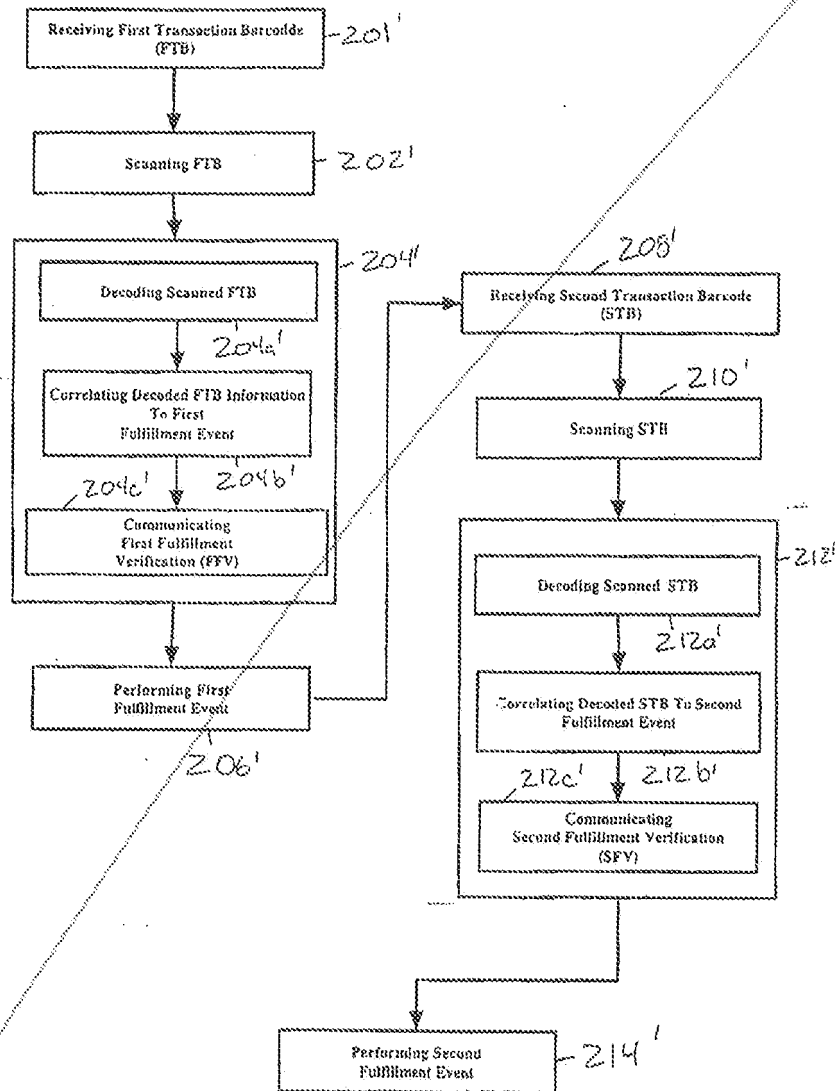 Receiving First Transaction Barcodde
(FTB)
201'
Scanning FTB
202'
204'
Decoding Scanned FTB
204a'
Correlating Decoded FTB Information
To First
Fulfillment Event
204b'
204c'
Communicating
First Fulfillment
Verification (FFV)
Performing First
Fulfillment Event
206'
208'
Receiving Second Transaction Barcode
(STB)
210'
Scanning STB
212'
Decoding Scanned STB
212a'
Correlating Decoded STB To Second
Fulfillment Event
212b'
212c'
Communicating
Second Fulfillment Verification
(SFV)
Performing Second
Fulfillment Event
214'